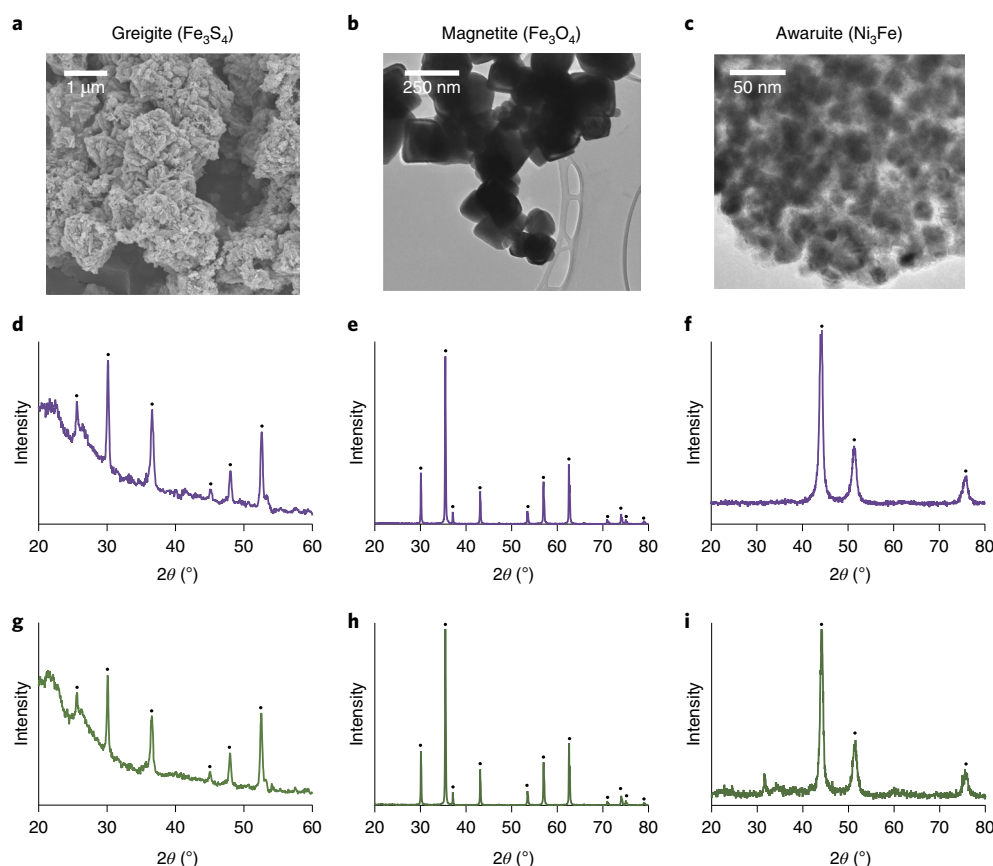 a
Greigite (Fe₃S₄)
1 μm
b
Magnetite (Fe₃O₄)
250 nm
c
Awaruite (Ni₃Fe)
50 nm
d
Intensity
20 30 40 50 60
2θ (°)
e
Intensity
20 30 40 50 60 70 80
2θ (°)
f
Intensity
20 30 40 50 60 70 80
2θ (°)
g
Intensity
20 30 40 50 60
2θ (°)
h
Intensity
20 30 40 50 60 70 80
2θ (°)
i
Intensity
20 30 40 50 60 70 80
2θ (°)